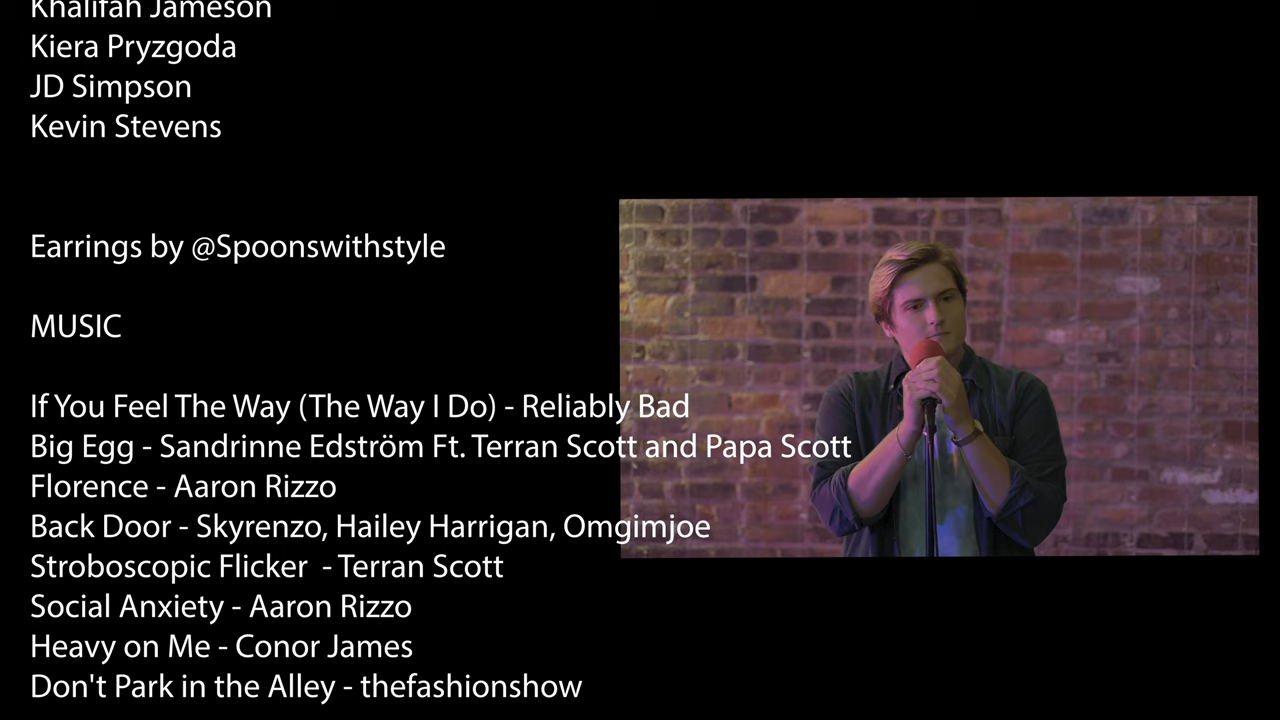 Khalifah Jameson
Kiera Pryzgoda
JD Simpson
Kevin Stevens
Earrings by @Spoonswithstyle
MUSIC
If You Feel The Way (The Way I Do) - Reliably Bad
Big Egg - Sandrinne Edström Ft. Terran Scott and Papa Scott
Florence - Aaron Rizzo
Back Door - Skyrenzo, Hailey Harrigan, Omgimjoe
Stroboscopic Flicker  - Terran Scott
Social Anxiety - Aaron Rizzo
Heavy on Me - Conor James
Don't Park in the Alley - thefashionshow